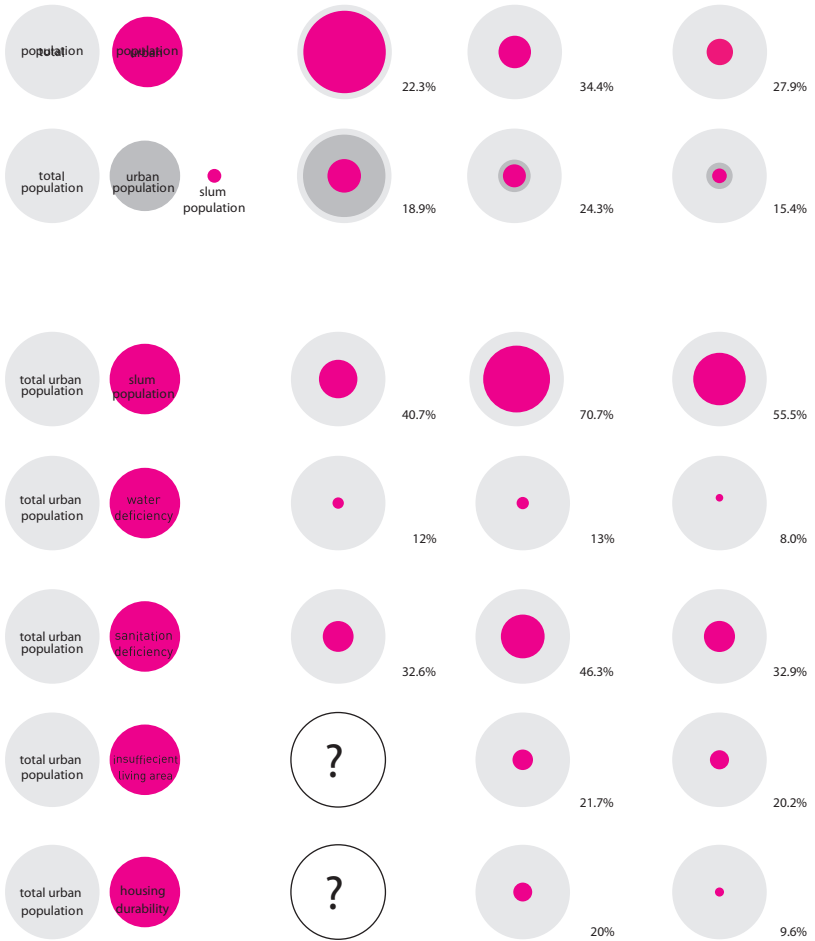 total
population
urban
population
22.3%
34.4%
27.9%
total
population
urban
population
slum
population
18.9%
24.3%
15.4%
total urban
population
slum
population
40.7%
70.7%
55.5%
total urban
population
water
deficiency
12%
13%
8.0%
total urban
population
sanitation
deficiency
32.6%
46.3%
32.9%
total urban
population
insuffiecient
living area
?
21.7%
20.2%
total urban
population
housing
durability
?
20%
9.6%